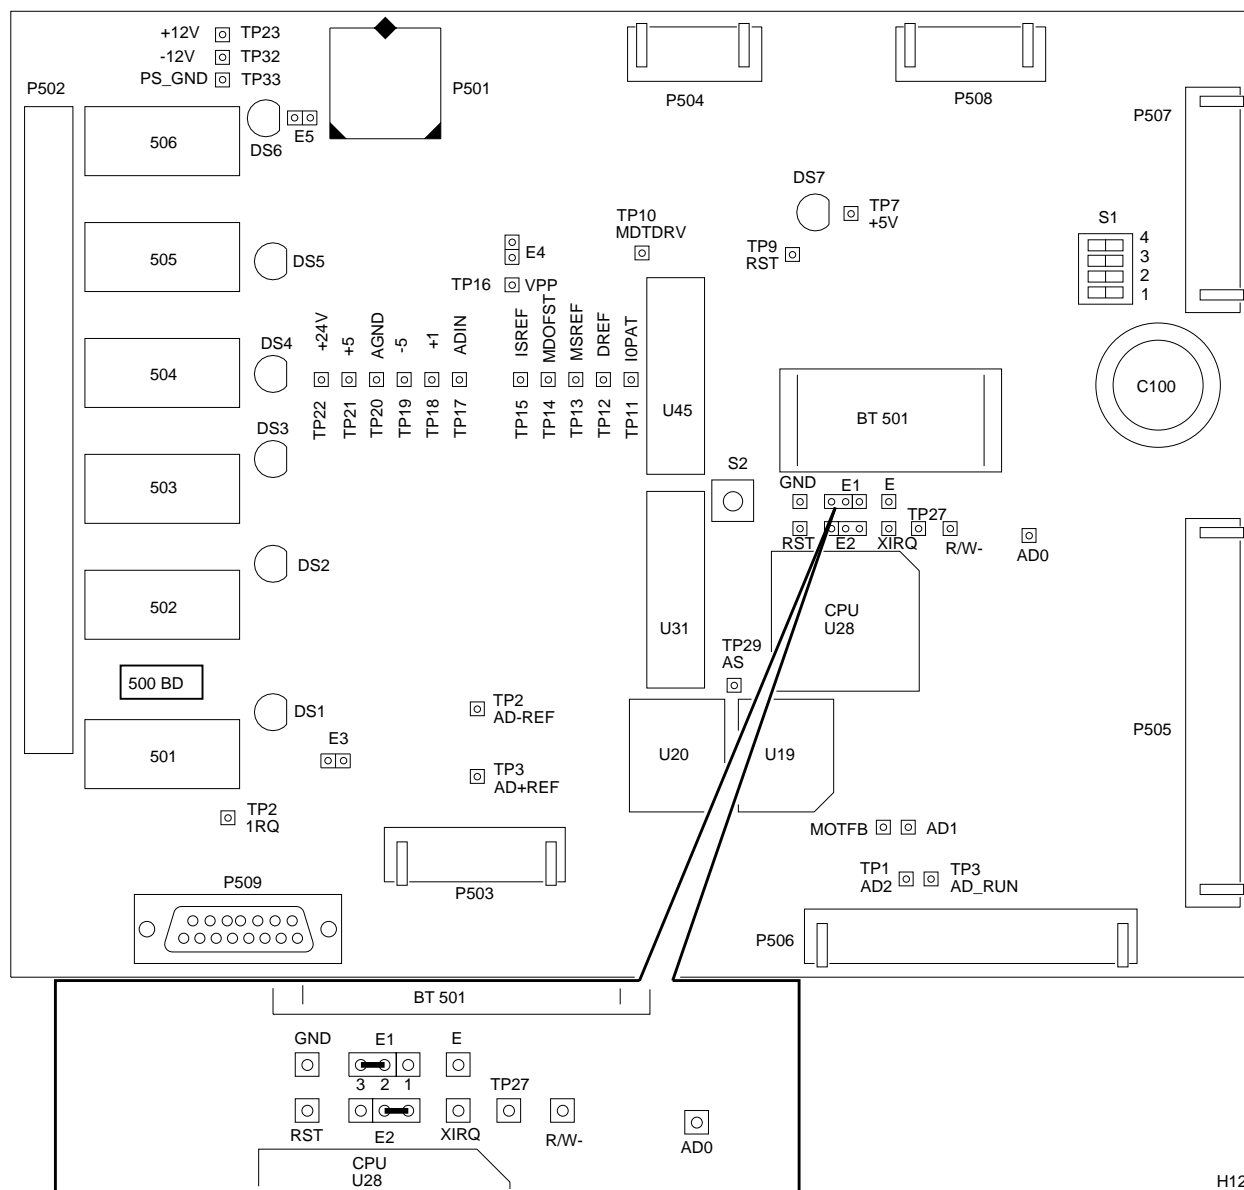 +12V TP23
-12V TP32
PS_GND TP33
P502
P501
P504
P508
P507
506
DS6
E5
DS7
TP7
+5V
S1
4
3
2
1
TP10
MDTDRV
TP9
RST
505
DS5
E4
TP16 VPP
504
DS4
+24V
+5
AGND
-5
+1
ADIN
ISREF
MDOFST
MSREF
DREF
I0PAT
TP22
TP21
TP20
TP19
TP18
TP17
TP15
TP14
TP13
TP12
TP11
U45
BT 501
C100
DS3
503
S2
GND E1 E
TP27
RST E2 XIRQ R/W-
AD0
DS2
502
U31
CPU
U28
TP29
AS
500 BD
DS1
501
E3
TP2
AD-REF
TP3
AD+REF
U20
U19
P505
TP2
1RQ
MOTFB AD1
TP1
AD2
TP3
AD_RUN
P509
P503
P506
BT 501
GND E1 E
3 2 1
TP27
RST E2 XIRQ R/W-
AD0
CPU
U28
H12